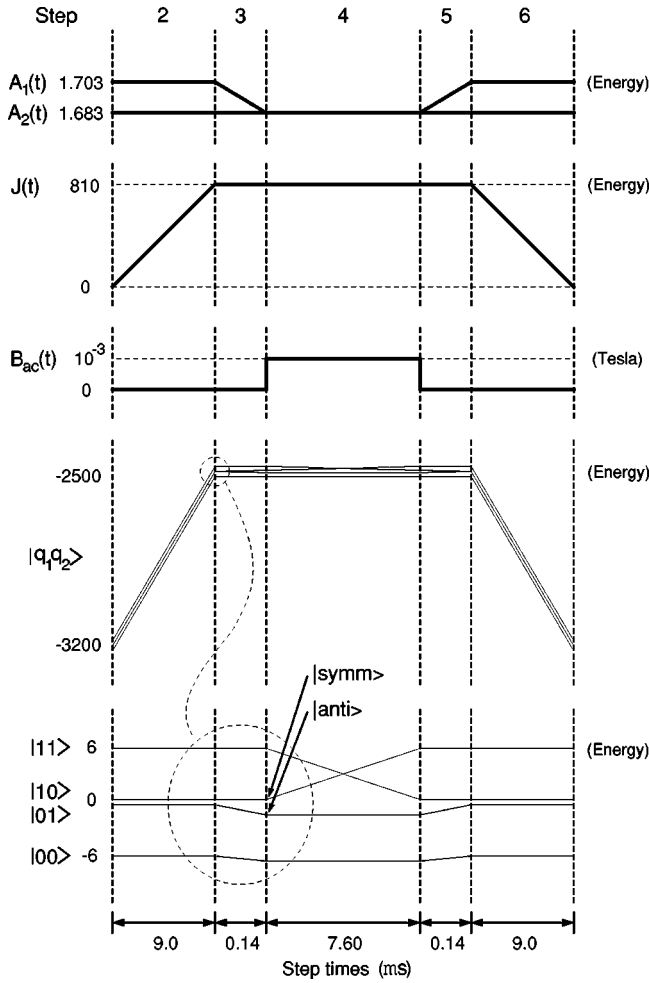 Step 2 3 4 5 6
A1(t) 1.703 (Energy)
A2(t) 1.683
J(t) 810 (Energy)
0
Bac(t) 10-3 (Tesla)
0
-2500 (Energy)
|q1q2>
-3200
|symm>
|anti>
|11> 6 (Energy)
|10> 0
|01>
|00> -6
9.0 0.14 7.60 0.14 9.0
Step times (ms)